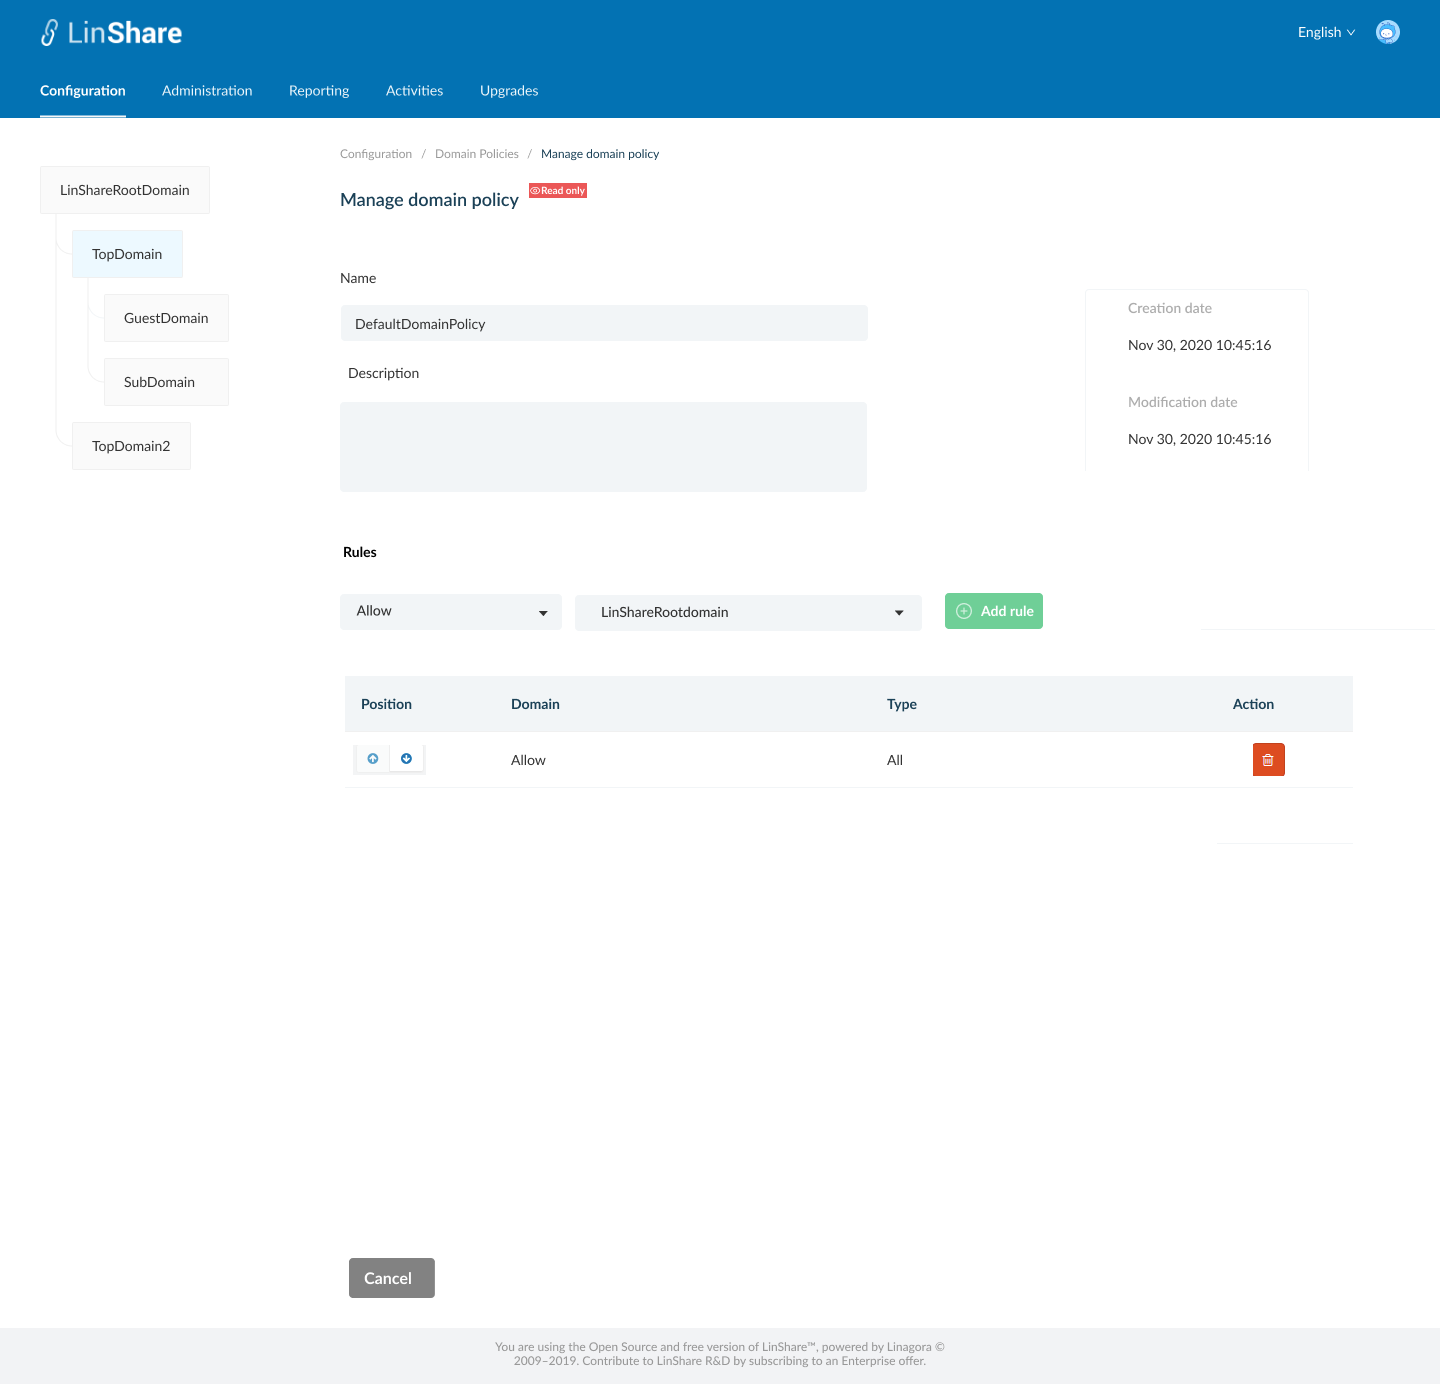 LinShare
English
Configuration Administration Reporting Activities Upgrades
LinShareRootDomain
TopDomain
GuestDomain
SubDomain
TopDomain2
Configuration / Domain Policies / Manage domain policy
Manage domain policy Read only
Name
DefaultDomainPolicy
Description
Creation date
Nov 30, 2020 10:45:16
Modification date
Nov 30, 2020 10:45:16
Rules
Allow LinShareRootdomain Add rule
Position Domain Type Action
Allow All
Cancel
You are using the Open Source and free version of LinShare™, powered by Linagora ©
2009–2019. Contribute to LinShare R&D by subscribing to an Enterprise offer.